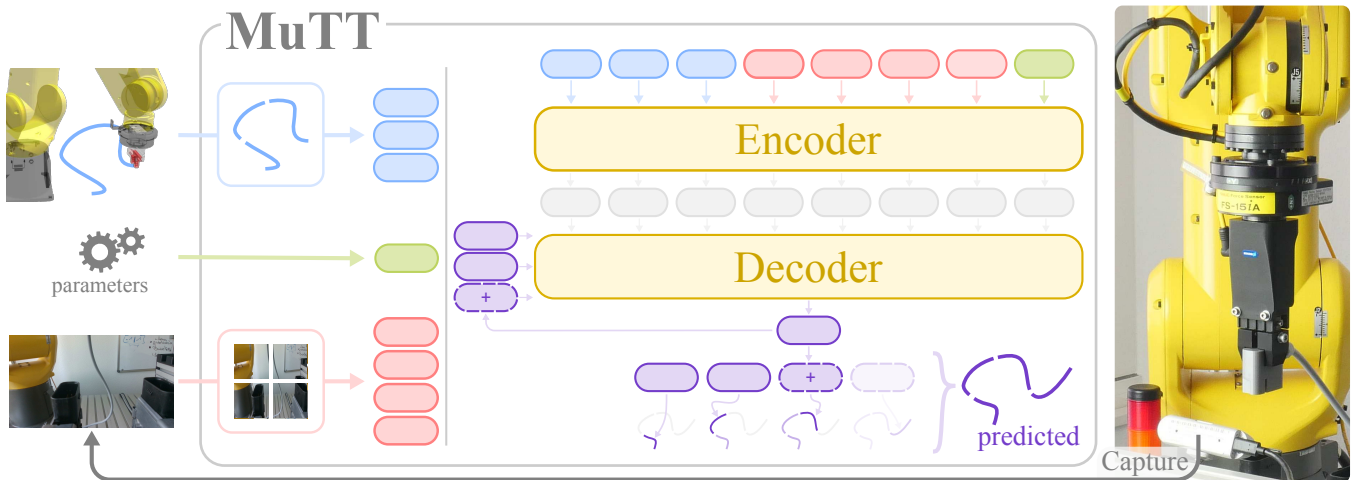 MuTT
Encoder
Decoder
parameters
+
+
predicted
Capture
FS-15iA